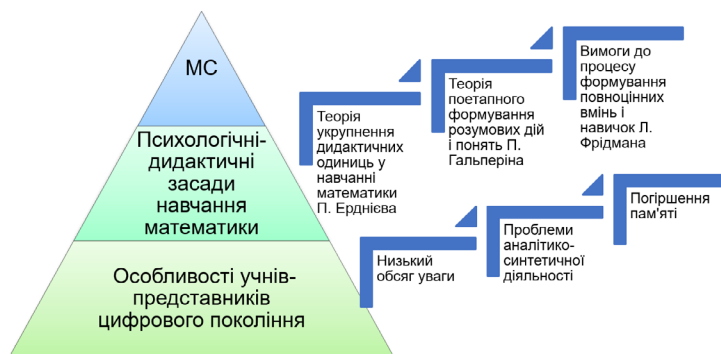 МС
Психологічні-
дидактичні
засади
навчання
математики
Особливості учнів-
представників
цифрового покоління
Теорія
укрупнення
дидактичних
одиниць у
навчанні
математики
П. Ерднієва
Теорія
поетапного
формування
розумових дій
і понять П.
Гальперіна
Вимоги до
процесу
формування
повноцінних
вмінь і
навичок Л.
Фрідмана
Низький
обсяг уваги
Проблеми
аналітико-
синтетичної
діяльності
Погіршення
пам'яті